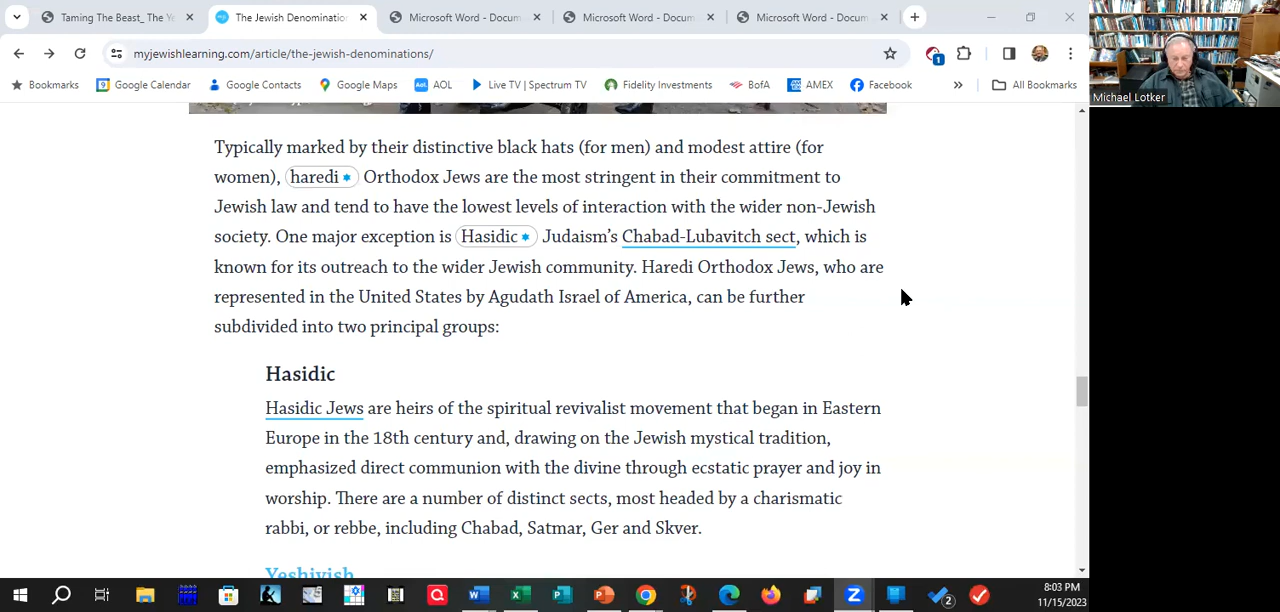 Taming The Beast_ The Y
The Jewish Denominatio
Microsoft Word - Docum
Microsoft Word - Docum
Microsoft Word - Docum
myjewishlearning.com/article/the-jewish-denominations/
1
Bookmarks
Google Calendar
Google Contacts
Google Maps
Aol.
AOL
Live TV | Spectrum TV
Fidelity Investments
BofA
AMEX
Facebook
»
All Bookmarks
Michael Lotker
Typically marked by their distinctive black hats (for men) and modest attire (for
women), haredi Orthodox Jews are the most stringent in their commitment to
Jewish law and tend to have the lowest levels of interaction with the wider non-Jewish
society. One major exception is Hasidic Judaism’s Chabad-Lubavitch sect, which is
known for its outreach to the wider Jewish community. Haredi Orthodox Jews, who are
represented in the United States by Agudath Israel of America, can be further
subdivided into two principal groups:
Hasidic
Hasidic Jews are heirs of the spiritual revivalist movement that began in Eastern
Europe in the 18th century and, drawing on the Jewish mystical tradition,
emphasized direct communion with the divine through ecstatic prayer and joy in
worship. There are a number of distinct sects, most headed by a charismatic
rabbi, or rebbe, including Chabad, Satmar, Ger and Skver.
Yeshivish
2
8:03 PM
11/15/2023